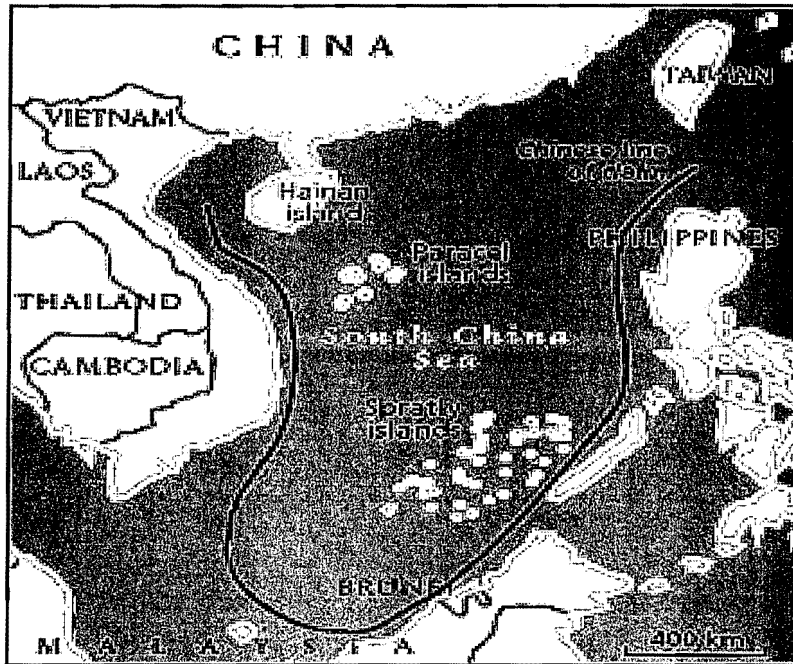 CHINA
TAIWAN
VIETNAM
LAOS
Chinese line
of claim
Hainan
island
PHILIPPINES
Paracel
islands
THAILAND
South China
Sea
CAMBODIA
Spratly
islands
BRUNEI
MALAYSIA
400 km